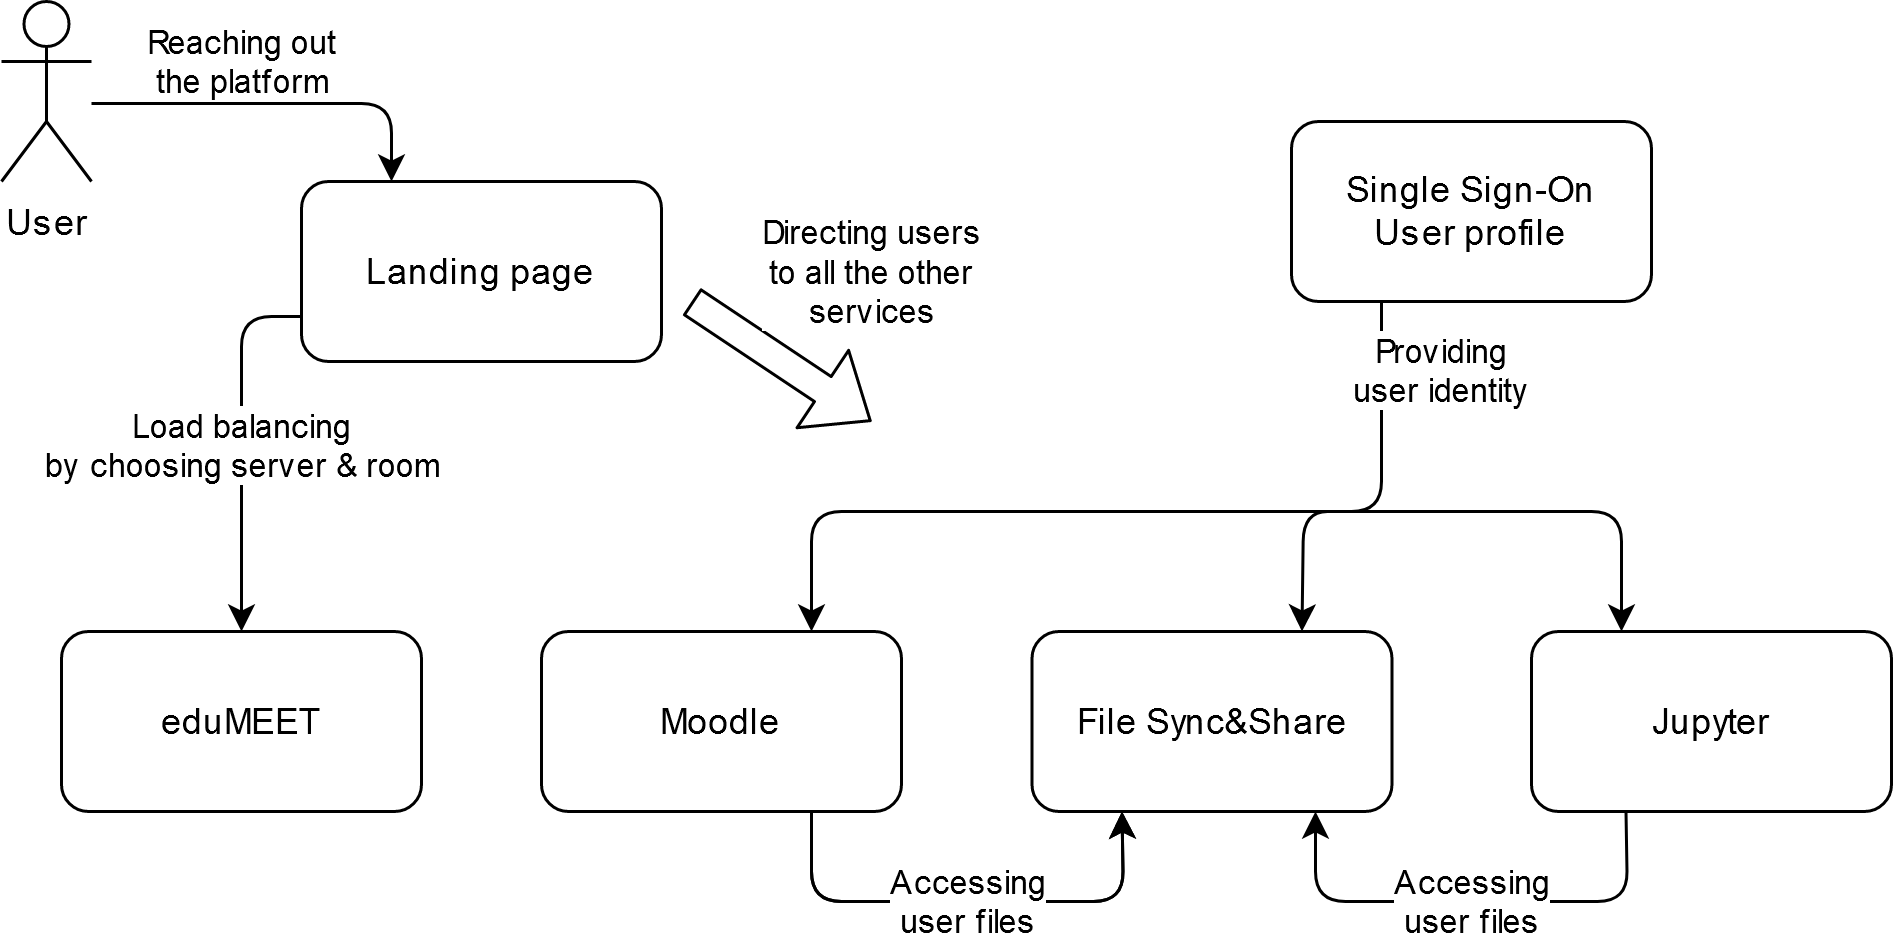 Reaching out
the platform
User
Landing page
Directing users
to all the other
services
Single Sign-On
User profile
Providing
user identity
Load balancing
by choosing server & room
eduMEET
Moodle
File Sync&Share
Jupyter
Accessing
user files
Accessing
user files